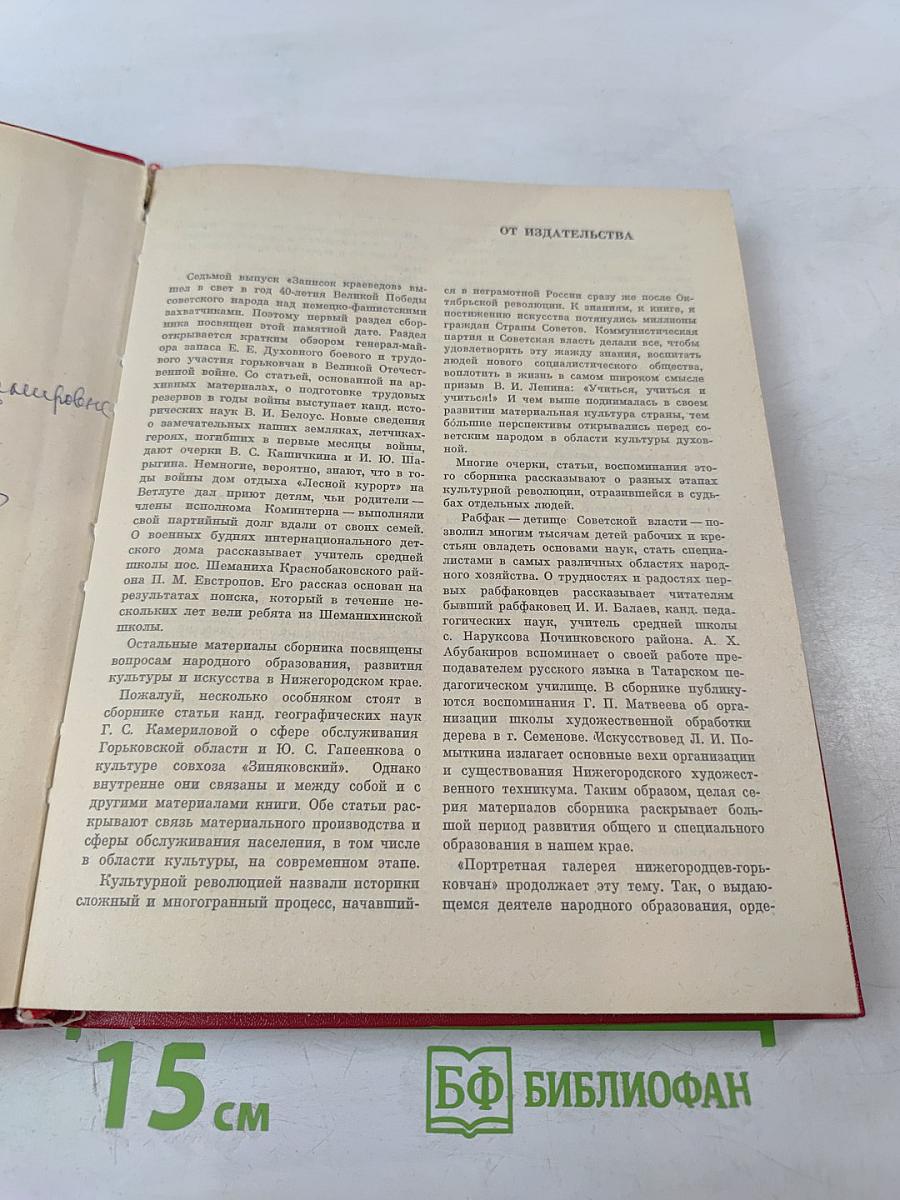 ОТ ИЗДАТЕЛЬСТВА
Седьмой выпуск «Записок краеведов» вы-
шел в свет в год 40-летия Великой Победы
советского народа над немецко-фашистскими
захватчиками. Поэтому первый раздел сбор-
ника посвящен этой памятной дате. Раздел
открывается кратким обзором генерал-май-
ора запаса Е. Е. Духовного боевого и трудо-
вого участия горьковчан в Великой Отечест-
венной войне. Со статьей, основанной на ар-
хивных материалах, о подготовке трудовых
резервов в годы войны выступает канд. исто-
рических наук В. И. Белоус. Новые сведения
о замечательных наших земляках, летчиках-
героях, погибших в первые месяцы войны,
дают очерки В. С. Кашичкина и И. Ю. Ша-
рыгина. Немногие, вероятно, знают, что в го-
ды войны дом отдыха «Лесной курорт» на
Ветлуге дал приют детям, чьи родители —
члены исполкома Коминтерна — выполняли
свой партийный долг вдали от своих семей.
О военных буднях интернационального дет-
ского дома рассказывает учитель средней
школы пос. Шеманиха Краснобаковского рай-
она П. М. Евстропов. Его рассказ основан на
результатах поиска, который в течение не-
скольких лет вели ребята из Шеманихинской
школы.
Остальные материалы сборника посвящены
вопросам народного образования, развития
культуры и искусства в Нижегородском крае.
Пожалуй, несколько особняком стоят в
сборнике статьи канд. географических наук
Г. С. Камериловой о сфере обслуживания
Горьковской области и Ю. С. Гапеенкова о
культуре совхоза «Зиняковский». Однако
внутренне они связаны и между собой и с
другими материалами книги. Обе статьи рас-
крывают связь материального производства и
сферы обслуживания населения, в том числе
в области культуры, на современном этапе.
Культурной революцией назвали историки
сложный и многогранный процесс, начавший-
ся в неграмотной России сразу же после Ок-
тябрьской революции. К знаниям, к книге, к
постижению искусства потянулись миллионы
граждан Страны Советов. Коммунистическая
партия и Советская власть делали все, чтобы
удовлетворить эту жажду знания, воспитать
людей нового социалистического общества,
воплотить в жизнь в самом широком смысле
призыв В. И. Ленина: «Учиться, учиться и
учиться!» И чем выше поднималась в своем
развитии материальная культура страны, тем
бо́льшие перспективы открывались перед со-
ветским народом в области культуры духов-
ной.
Многие очерки, статьи, воспоминания это-
го сборника рассказывают о разных этапах
культурной революции, отразившейся в судь-
бах отдельных людей.
Рабфак — детище Советской власти — по-
зволил многим тысячам детей рабочих и кре-
стьян овладеть основами наук, стать специа-
листами в самых различных областях народ-
ного хозяйства. О трудностях и радостях пер-
вых рабфаковцев рассказывает читателям
бывший рабфаковец И. И. Балаев, канд. педа-
гогических наук, учитель средней школы
с. Наруксова Починковского района. А. Х.
Абубакиров вспоминает о своей работе пре-
подавателем русского языка в Татарском пе-
дагогическом училище. В сборнике публику-
ются воспоминания Г. П. Матвеева об ор-
ганизации школы художественной обработки
дерева в г. Семенове. Искусствовед Л. И. По-
мыткина излагает основные вехи организации
и существования Нижегородского художест-
венного техникума. Таким образом, целая се-
рия материалов сборника раскрывает боль-
шой период развития общего и специального
образования в нашем крае.
«Портретная галерея нижегородцев-горь-
ковчан» продолжает эту тему. Так, о выдаю-
щемся деятеле народного образования, орде-
15 см
БФ БИБЛИОФАН